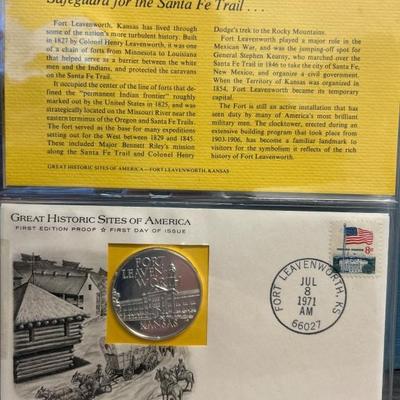 Safeguard for the Santa Fe Trail . . .
Fort Leavenworth, Kansas has lived through
some of the nation's more turbulent history. Built
in 1827 by Colonel Henry Leavenworth, it was one
of a chain of forts from Minnesota to Louisiana
that helped serve as a barrier between the white
men and the Indians, and protected the caravans
on the Santa Fe Trail.
It occupied the center of the line of forts that de-
fined the "permanent Indian frontier" roughly
marked out by the United States in 1825, and was
strategically located on the Missouri River near the
eastern terminus of the Oregon and Santa Fe Trails.
The fort served as the base for many expeditions
setting out for the West between 1829 and 1845.
These included Major Bennett Riley's mission
along the Santa Fe Trail and Colonel Henry
Dodge's trek to the Rocky Mountains.
Fort Leavenworth played a major role in the
Mexican War, and was the jumping-off spot for
General Stephen Kearny, who marched over the
Santa Fe Trail in 1846 to take the city of Santa Fe,
New Mexico, and organize a civil government.
When the Territory of Kansas was organized in
1854, Fort Leavenworth became its temporary
capital.
The Fort is still an active installation that has
seen duty by many of America's most brilliant
military men. The clocktower, erected during an
extensive building program that took place from
1903-1906, has become a familiar landmark to
visitors for the symbolism it reflects of the rich
history of Fort Leavenworth.
GREAT HISTORIC SITES OF AMERICA—FORT LEAVENWORTH, KANSAS
GREAT HISTORIC SITES OF AMERICA
FIRST EDITION PROOF ☆ FIRST DAY OF ISSUE
FORT
LEAVEN-
WORTH
KANSAS
FORT LEAVENWORTH, KS
JUL
8
1971
AM
66027
8c